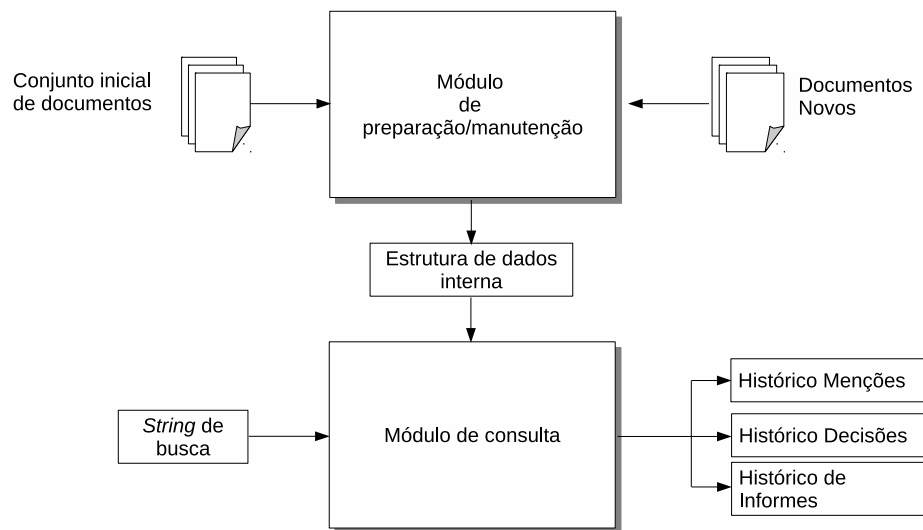 Conjunto inicial
de documentos
Módulo
de
preparação/manutenção
Documentos
Novos
Estrutura de dados
interna
String de
busca
Módulo de consulta
Histórico Menções
Histórico Decisões
Histórico de
Informes